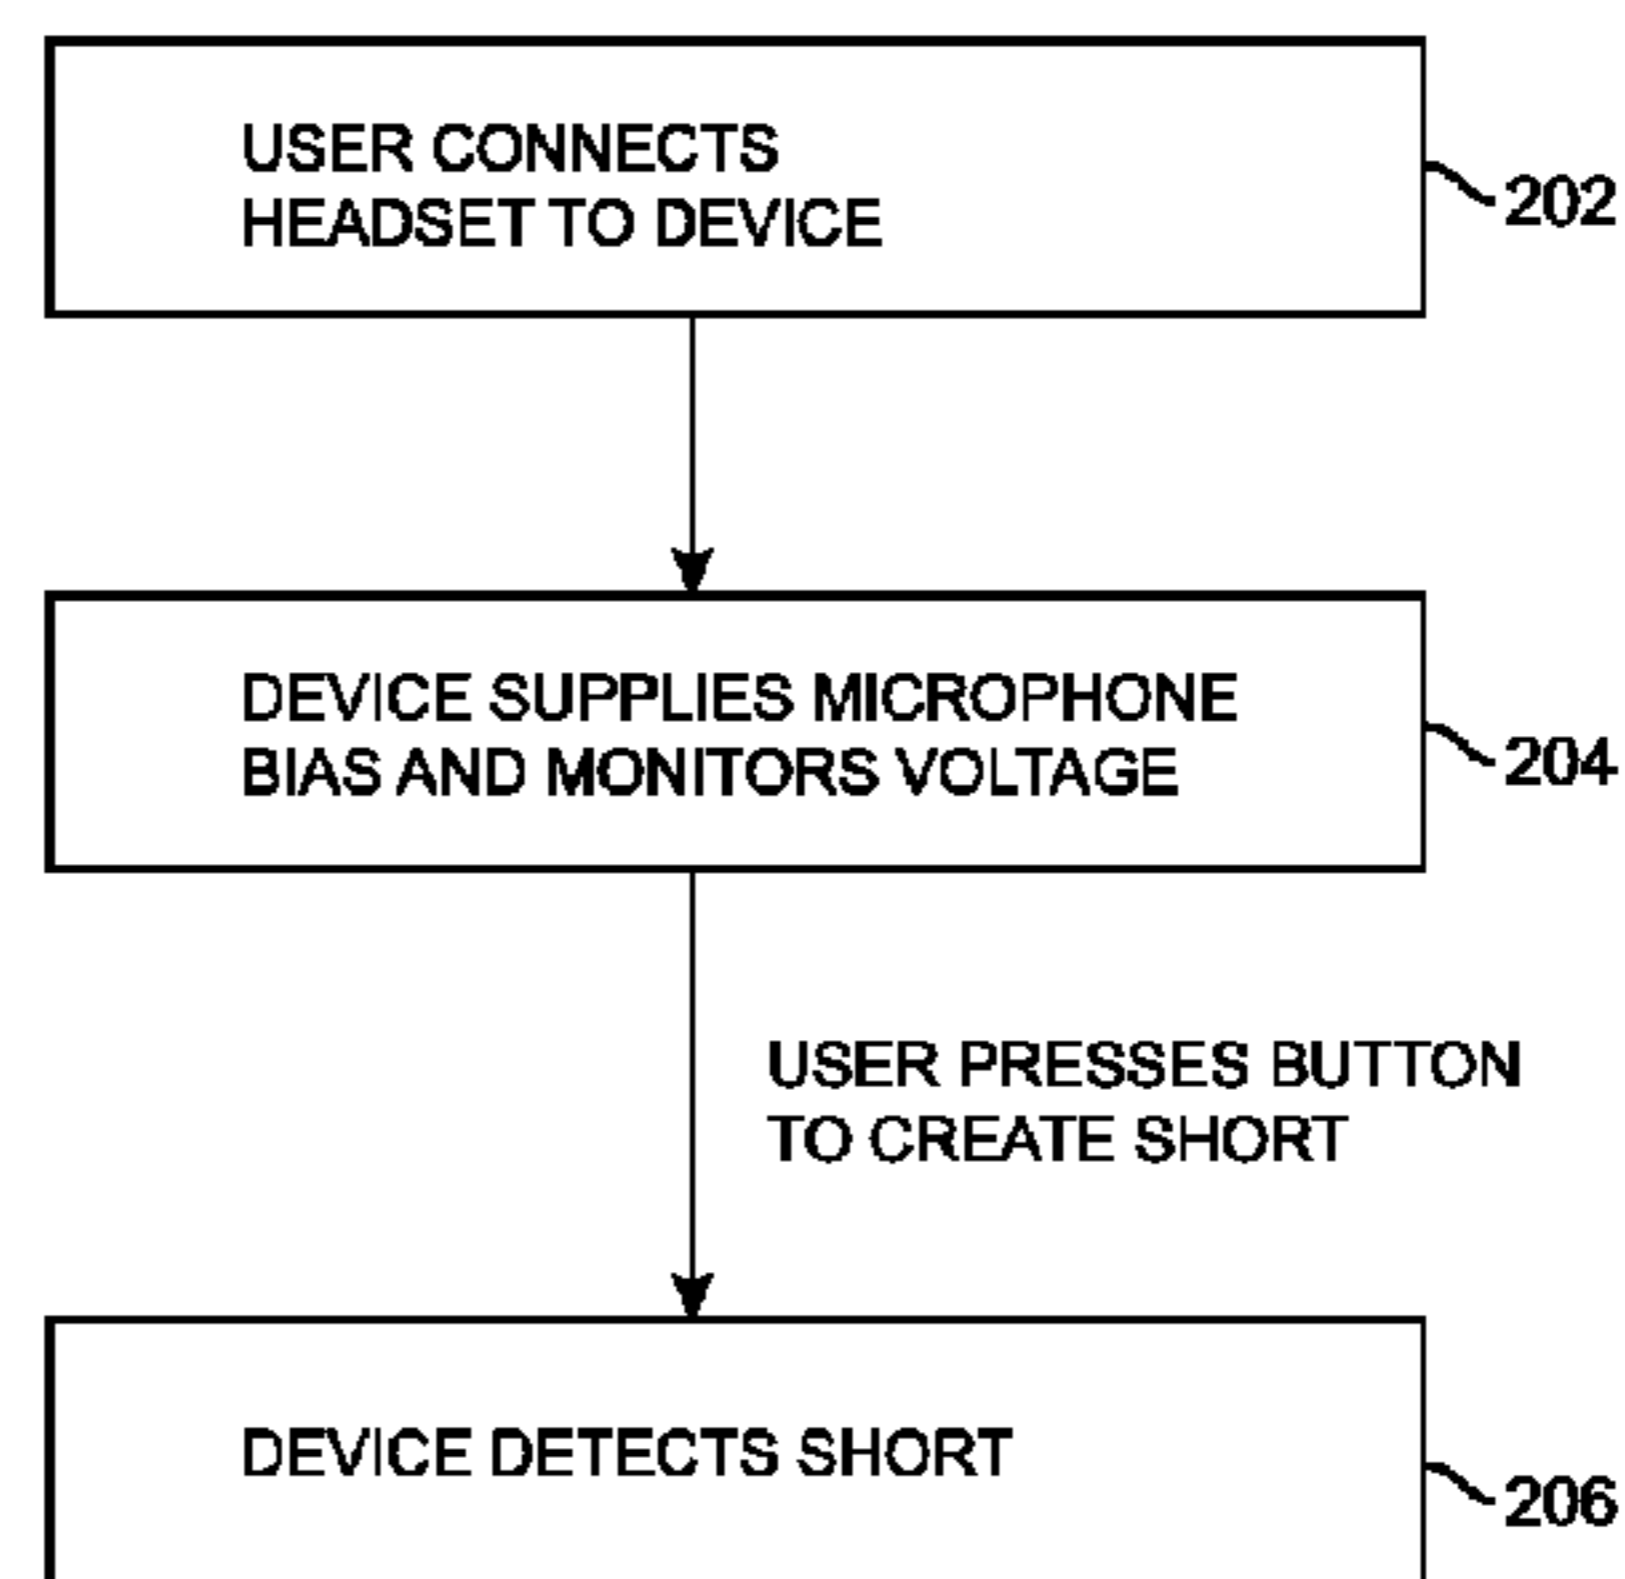 USER CONNECTS
HEADSET TO DEVICE
202
DEVICE SUPPLIES MICROPHONE
BIAS AND MONITORS VOLTAGE
204
USER PRESSES BUTTON
TO CREATE SHORT
DEVICE DETECTS SHORT
206